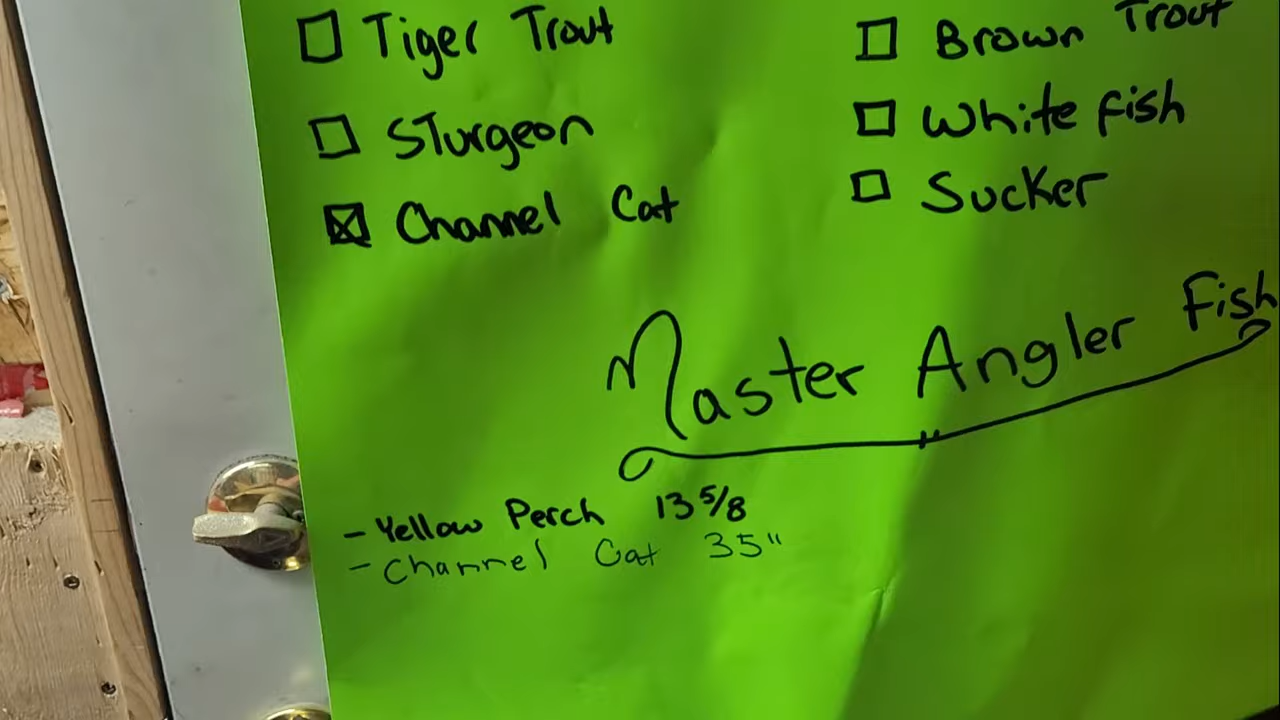 Tiger Trout
Brown Trout
Sturgeon
White fish
Channel Cat
Sucker
Master Angler Fish
- Yellow Perch 13 5/8
- Channel Cat 35"